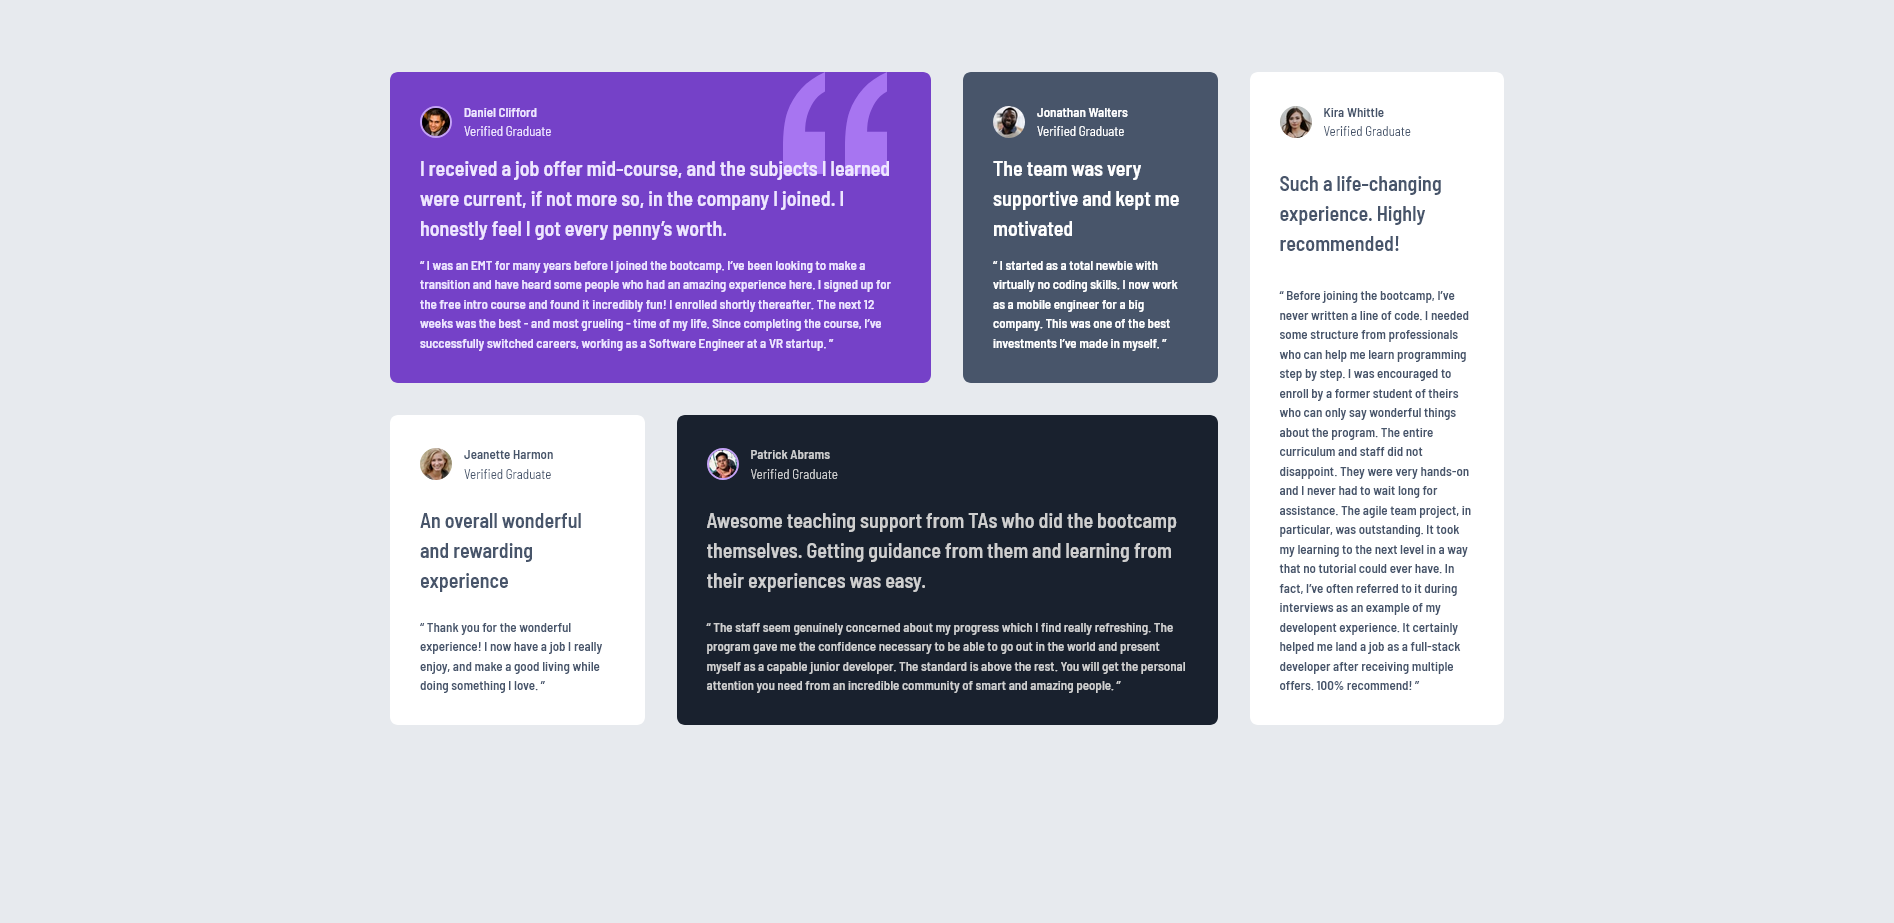 Daniel Clifford
Verified Graduate
I received a job offer mid-course, and the subjects I learned
were current, if not more so, in the company I joined. I
honestly feel I got every penny’s worth.
“ I was an EMT for many years before I joined the bootcamp. I’ve been looking to make a
transition and have heard some people who had an amazing experience here. I signed up for
the free intro course and found it incredibly fun! I enrolled shortly thereafter. The next 12
weeks was the best - and most grueling - time of my life. Since completing the course, I’ve
successfully switched careers, working as a Software Engineer at a VR startup. ”
Jonathan Walters
Verified Graduate
The team was very
supportive and kept me
motivated
“ I started as a total newbie with
virtually no coding skills. I now work
as a mobile engineer for a big
company. This was one of the best
investments I’ve made in myself. ”
Kira Whittle
Verified Graduate
Such a life-changing
experience. Highly
recommended!
“ Before joining the bootcamp, I’ve
never written a line of code. I needed
some structure from professionals
who can help me learn programming
step by step. I was encouraged to
enroll by a former student of theirs
who can only say wonderful things
about the program. The entire
curriculum and staff did not
disappoint. They were very hands-on
and I never had to wait long for
assistance. The agile team project, in
particular, was outstanding. It took
my learning to the next level in a way
that no tutorial could ever have. In
fact, I’ve often referred to it during
interviews as an example of my
developent experience. It certainly
helped me land a job as a full-stack
developer after receiving multiple
offers. 100% recommend! ”
Jeanette Harmon
Verified Graduate
An overall wonderful
and rewarding
experience
“ Thank you for the wonderful
experience! I now have a job I really
enjoy, and make a good living while
doing something I love. ”
Patrick Abrams
Verified Graduate
Awesome teaching support from TAs who did the bootcamp
themselves. Getting guidance from them and learning from
their experiences was easy.
“ The staff seem genuinely concerned about my progress which I find really refreshing. The
program gave me the confidence necessary to be able to go out in the world and present
myself as a capable junior developer. The standard is above the rest. You will get the personal
attention you need from an incredible community of smart and amazing people. ”